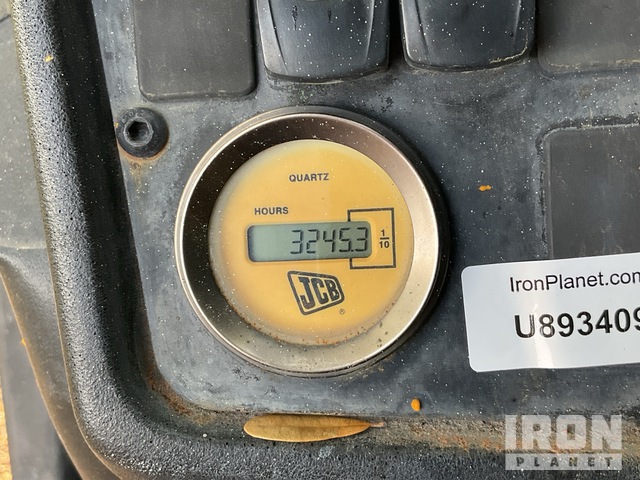 QUARTZ
HOURS
3245.3
1
10
JCB
®
IronPlanet.com
U893409
IRON
PLANET